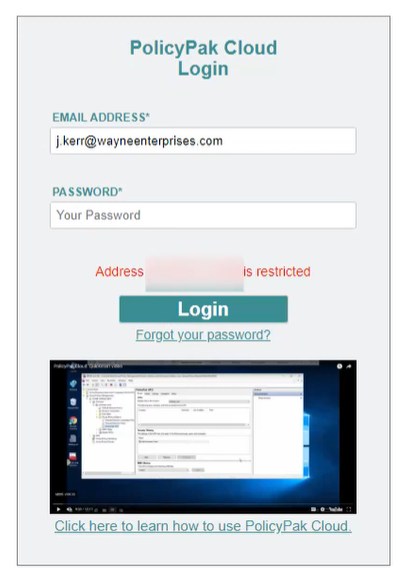 PolicyPak Cloud
Login
EMAIL ADDRESS*
j.kerr@wayneenterprises.com
PASSWORD*
Your Password
Address is restricted
Login
Forgot your password?
PolicyPak Cloud QuickStart Video
YouTube
Click here to learn how to use PolicyPak Cloud.